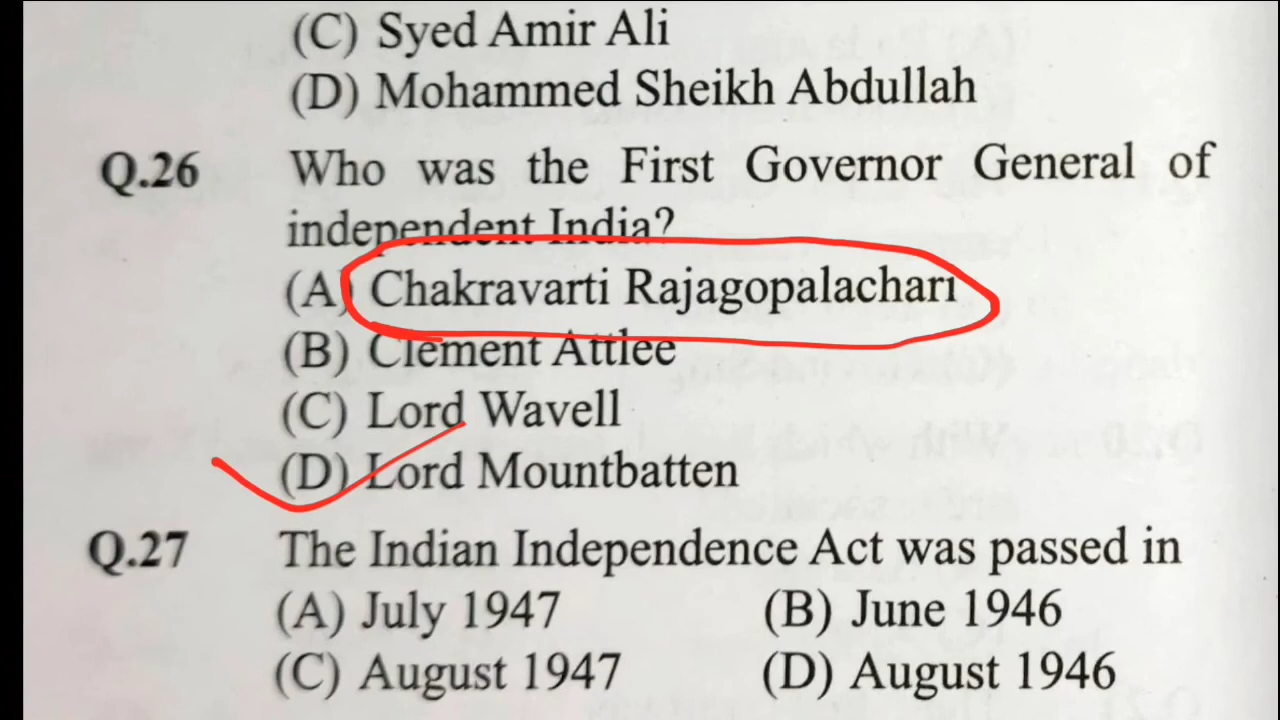 (C) Syed Amir Ali
(D) Mohammed Sheikh Abdullah
Q.26 Who was the First Governor General of
independent India?
(A) Chakravarti Rajagopalachari
(B) Clement Attlee
(C) Lord Wavell
(D) Lord Mountbatten
Q.27 The Indian Independence Act was passed in
(A) July 1947 (B) June 1946
(C) August 1947 (D) August 1946